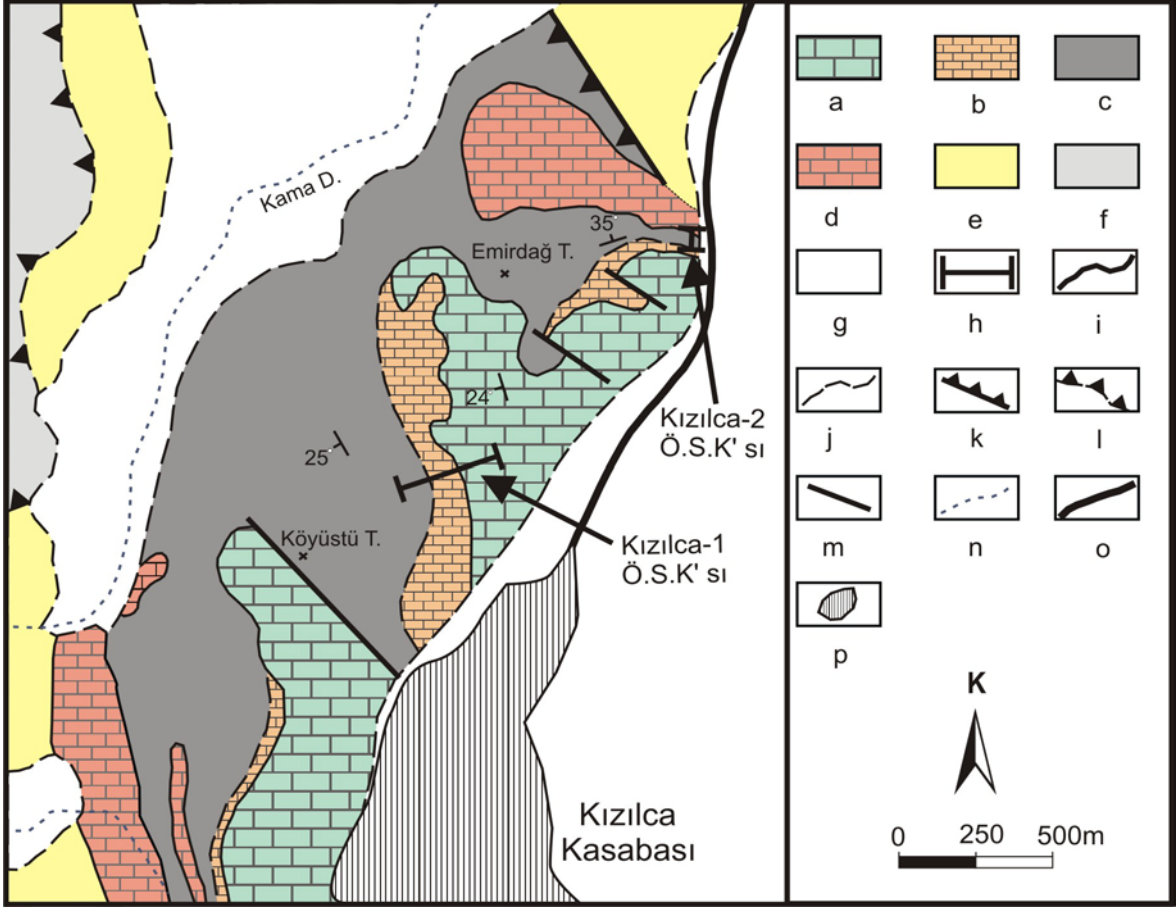 Kama D.
35
Emirdağ T.
24
25
Köyüstü T.
Kızılca-2
Ö.S.K' sı
Kızılca-1
Ö.S.K' sı
Kızılca
Kasabası
a b c
d e f
g h i
j k l
m n o
p
K
0 250 500m